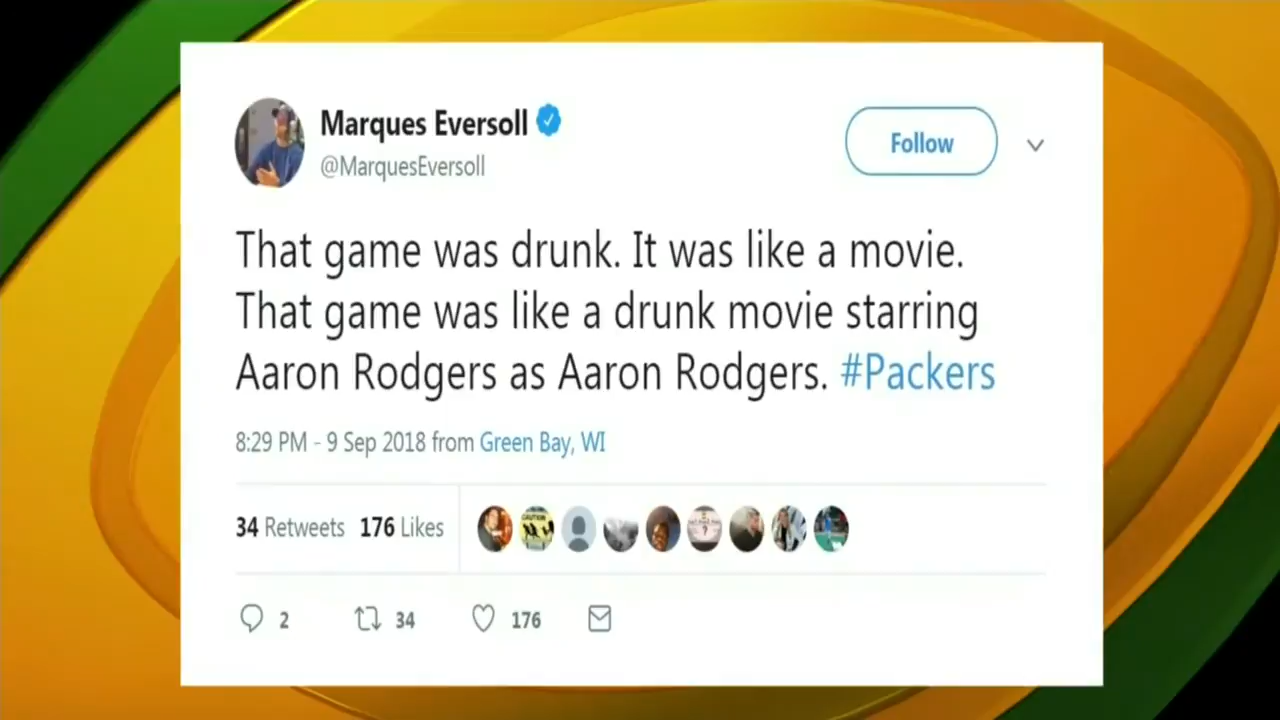 Marques Eversoll
@MarquesEversoll
Follow
That game was drunk. It was like a movie.
That game was like a drunk movie starring
Aaron Rodgers as Aaron Rodgers. #Packers
8:29 PM - 9 Sep 2018 from Green Bay, WI
34 Retweets 176 Likes
CAUTION
2 34 176